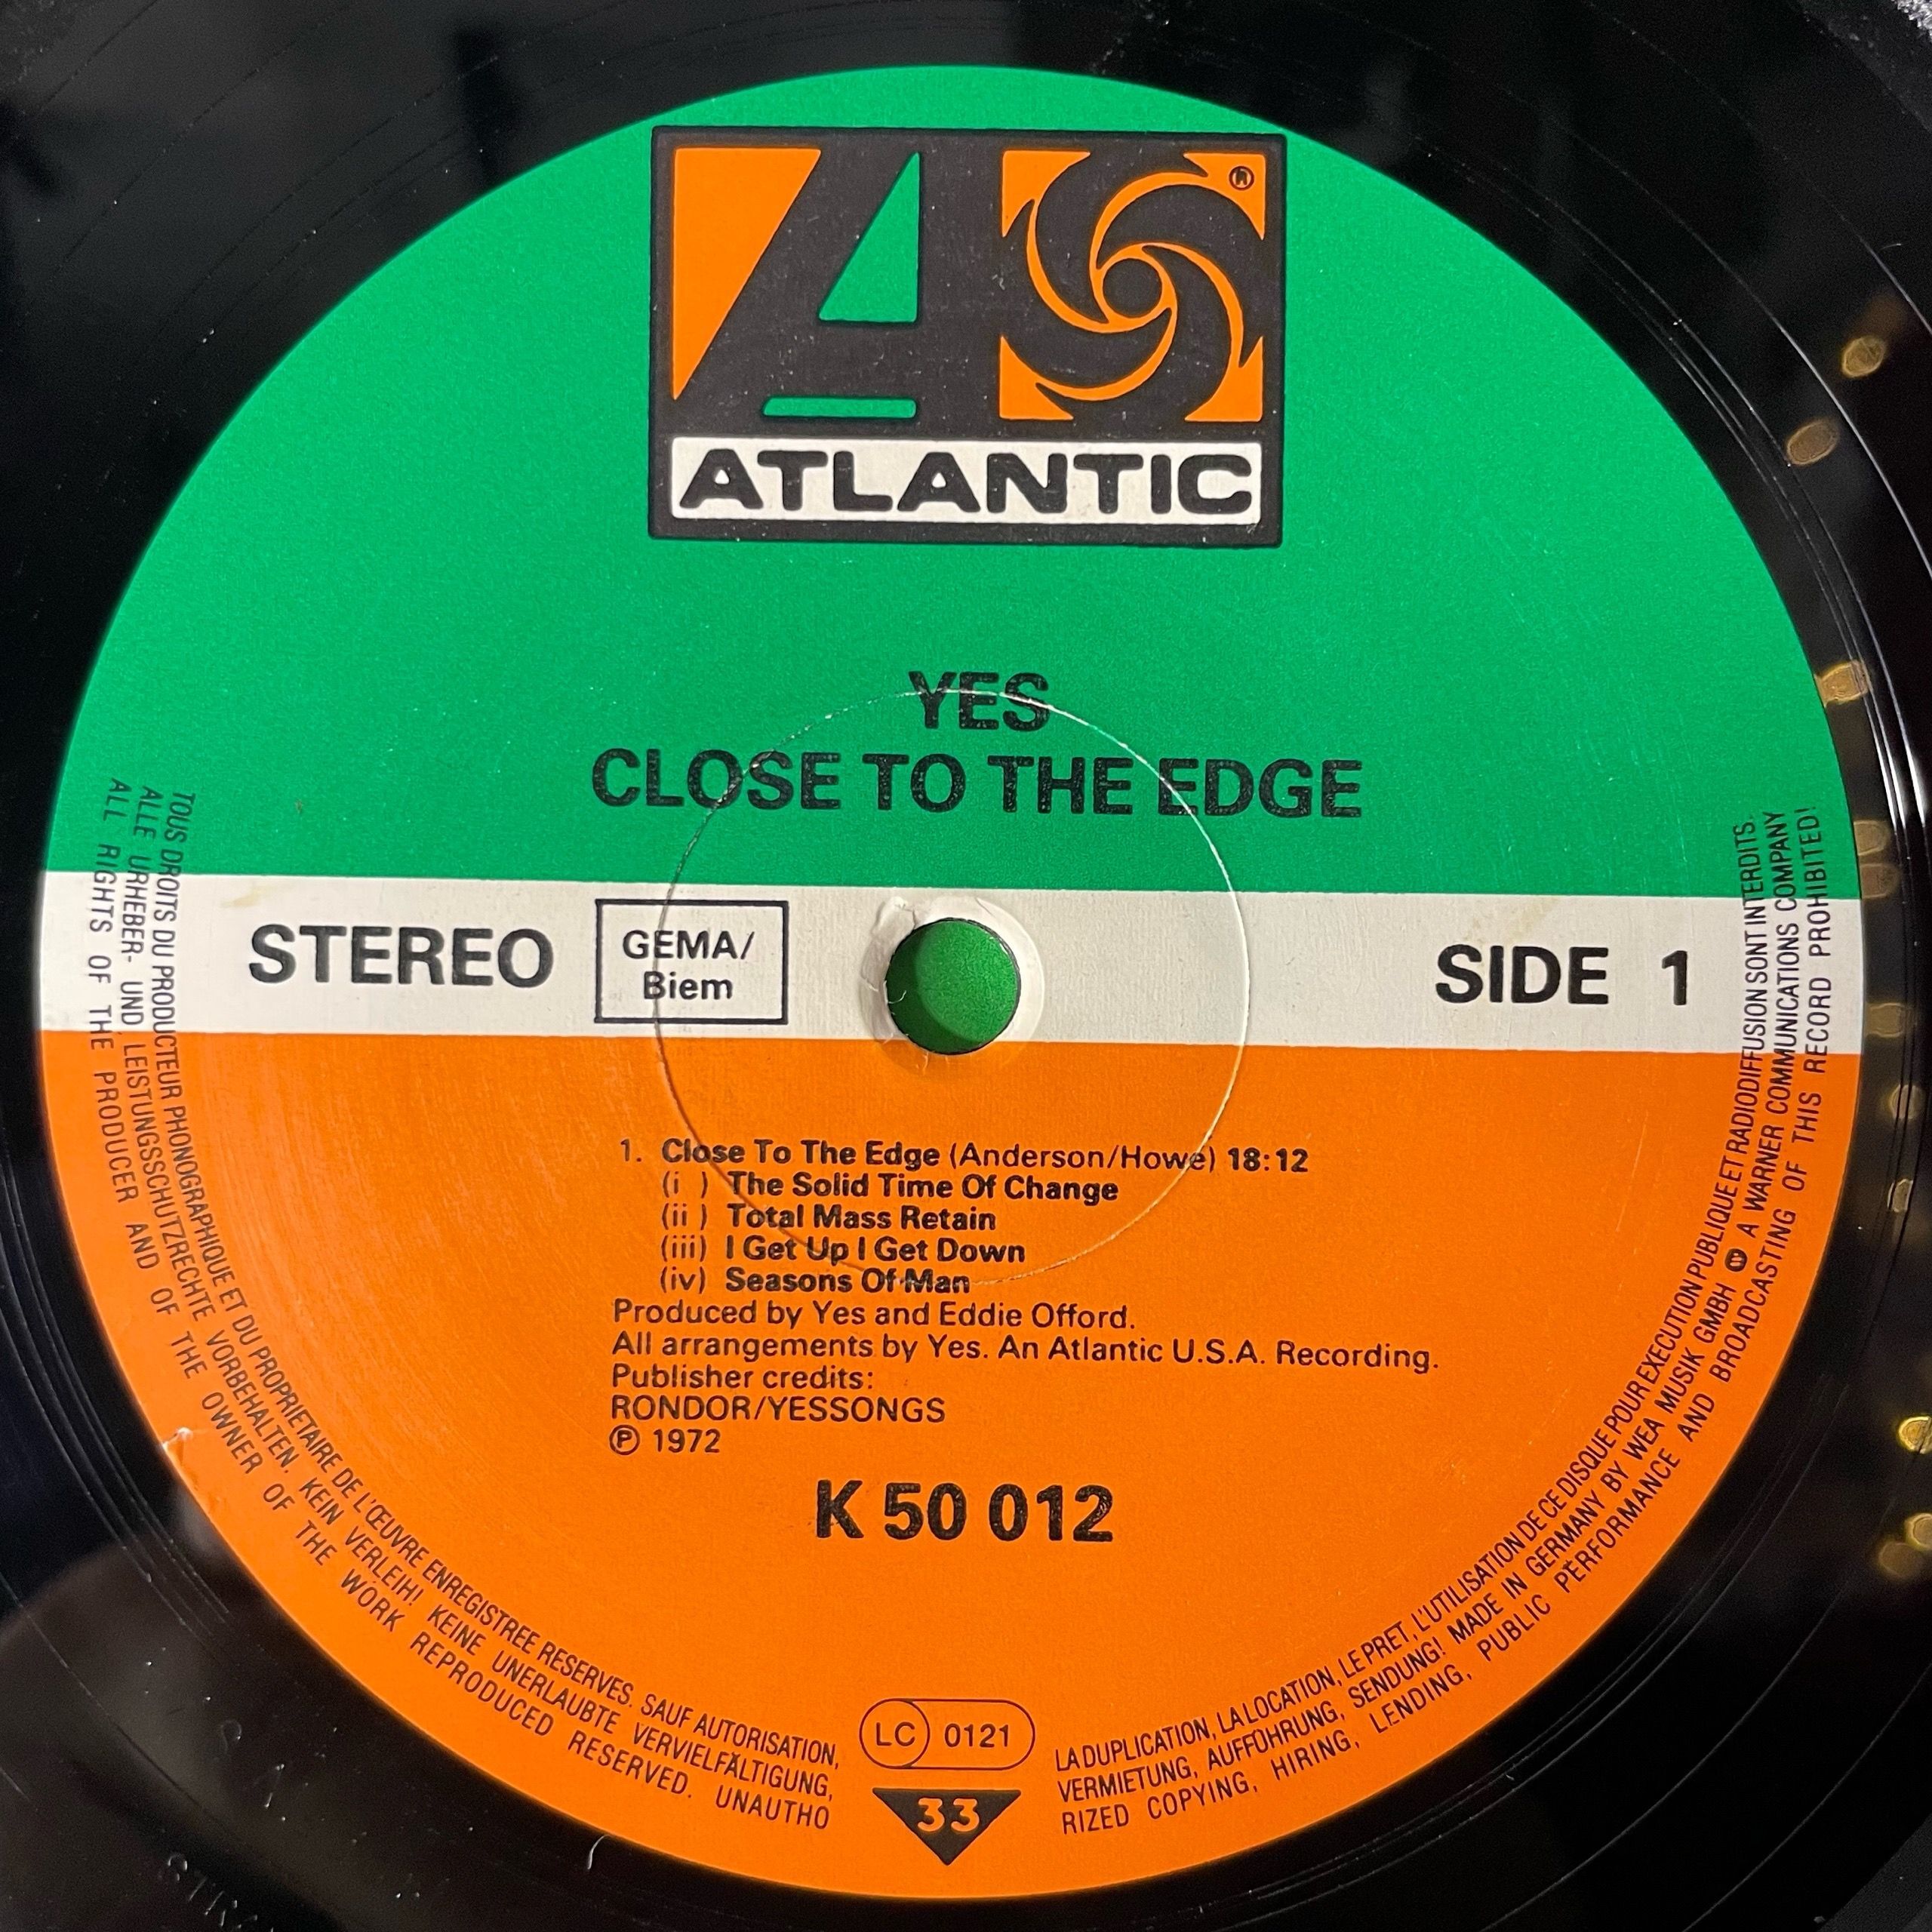 ®
ATLANTIC
YES
CLOSE TO THE EDGE
STEREO
GEMA/
Biem
SIDE 1
1. Close To The Edge (Anderson/Howe) 18:12
(i ) The Solid Time Of Change
(ii ) Total Mass Retain
(iii) I Get Up I Get Down
(iv) Seasons Of Man
Produced by Yes and Eddie Offord.
All arrangements by Yes. An Atlantic U.S.A. Recording.
Publisher credits:
RONDOR/YESSONGS
℗ 1972
K 50 012
LC 0121
33
TOUS DROITS DU PRODUCTEUR PHONOGRAPHIQUE ET DU PROPRIETAIRE DE L'ŒUVRE ENREGISTREE RESERVES. SAUF AUTORISATION, LA DUPLICATION, LA LOCATION, LE PRET, L'UTILISATION DE CE DISQUE POUR EXECUTION PUBLIQUE ET RADIODIFFUSION SONT INTERDITS.
ALLE URHEBER- UND LEISTUNGSSCHUTZRECHTE VORBEHALTEN. KEIN VERLEIH! KEINE UNERLAUBTE VERVIELFÄLTIGUNG, VERMIETUNG, AUFFÜHRUNG, SENDUNG! MADE IN GERMANY BY WEA MUSIK GMBH A WARNER COMMUNICATIONS COMPANY
ALL RIGHTS OF THE PRODUCER AND OF THE OWNER OF THE WORK REPRODUCED RESERVED. UNAUTHORIZED COPYING, HIRING, LENDING, PUBLIC PERFORMANCE AND BROADCASTING OF THIS RECORD PROHIBITED!